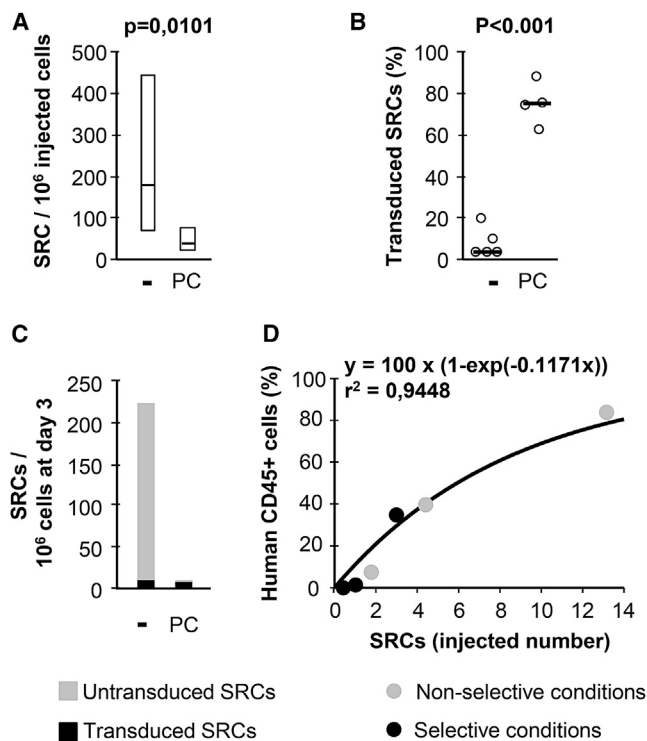 A
p=0,0101
SRC / 10⁶ injected cells
500
400
300
200
100
0
- PC
B
P<0.001
Transduced SRCs (%)
100
80
60
40
20
0
- PC
C
SRCs /
10⁶ cells at day 3
250
200
150
100
50
0
- PC
D
y = 100 x (1-exp(-0.1171x))
r² = 0,9448
Human CD45+ cells (%)
100
80
60
40
20
0
0 2 4 6 8 10 12 14
SRCs (injected number)
Untransduced SRCs
Transduced SRCs
Non-selective conditions
Selective conditions